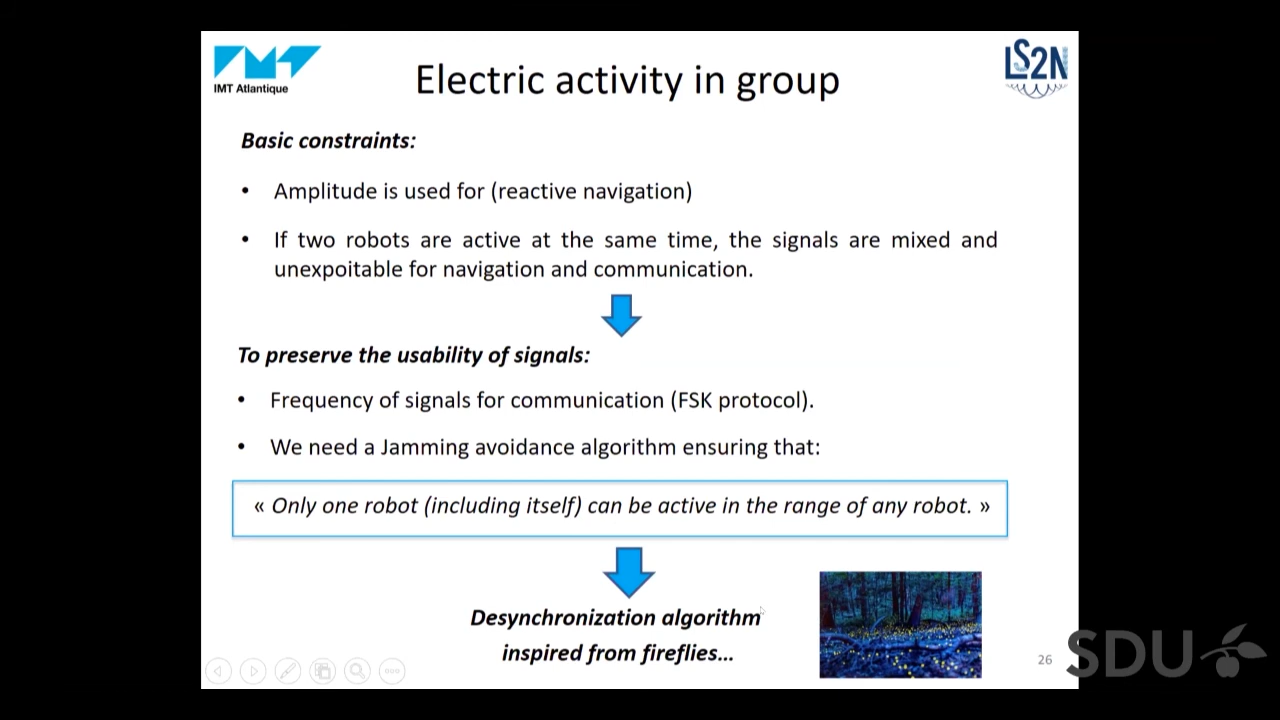 IMT Atlantique
LS2N
Electric activity in group
Basic constraints:
• Amplitude is used for (reactive navigation)
• If two robots are active at the same time, the signals are mixed and
unexpoitable for navigation and communication.
To preserve the usability of signals:
• Frequency of signals for communication (FSK protocol).
• We need a Jamming avoidance algorithm ensuring that:
« Only one robot (including itself) can be active in the range of any robot. »
Desynchronization algorithm
inspired from fireflies...
26
SDU